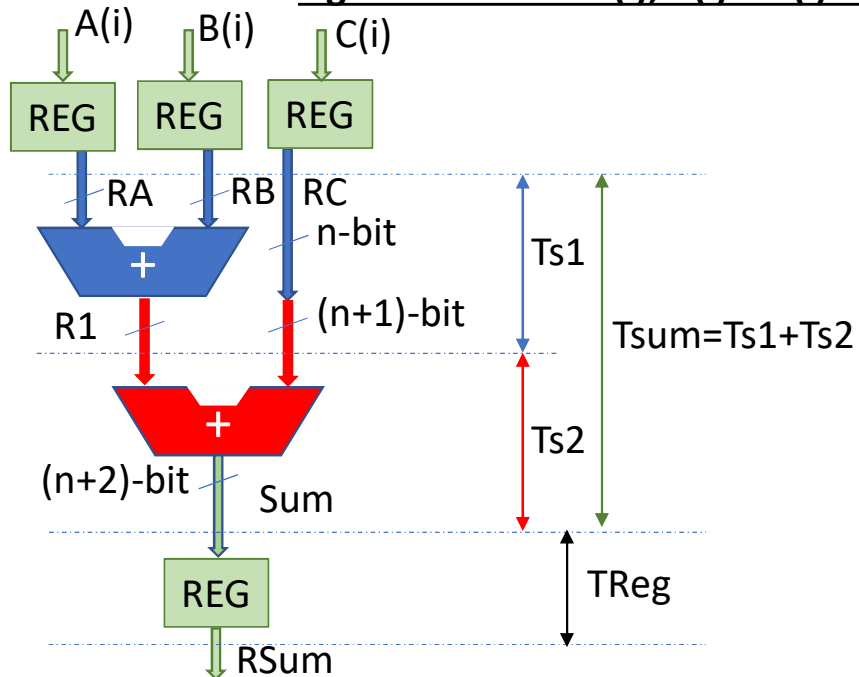 A(i)
B(i)
C(i)
REG
REG
REG
RA
RB
RC
n-bit
+
Ts1
R1
(n+1)-bit
Tsum=Ts1+Ts2
+
Ts2
(n+2)-bit
Sum
REG
TReg
RSum